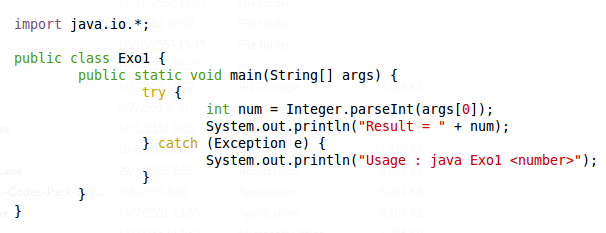 import java.io.*;
public class Exo1 {
public static void main(String[] args) {
try {
int num = Integer.parseInt(args[0]);
System.out.println("Result = " + num);
} catch (Exception e) {
System.out.println("Usage : java Exo1 <number>");
}
}
}